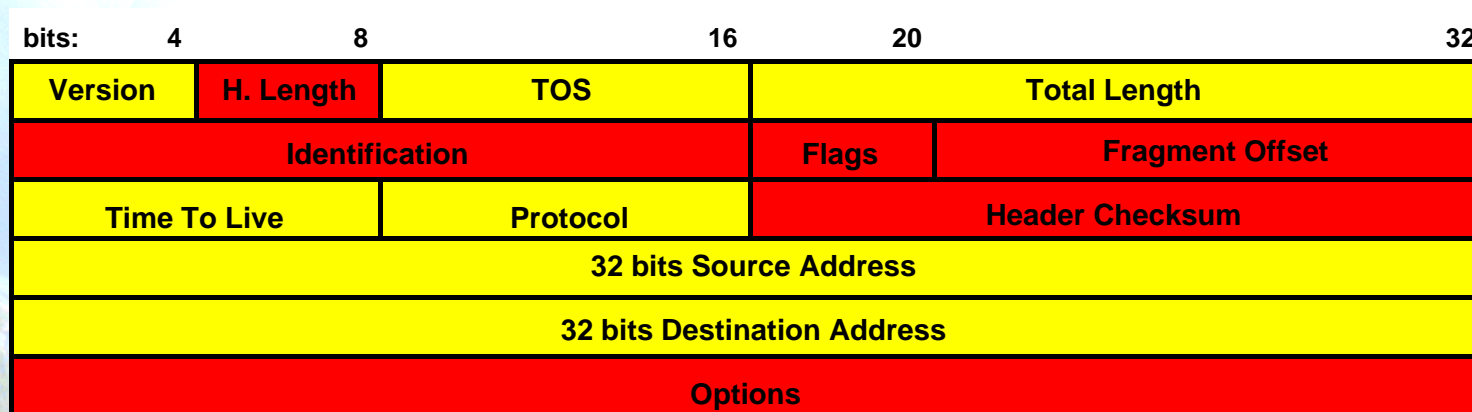 bits: 4 8 16 20 32
Version H. Length TOS Total Length
Identification Flags Fragment Offset
Time To Live Protocol Header Checksum
32 bits Source Address
32 bits Destination Address
Options